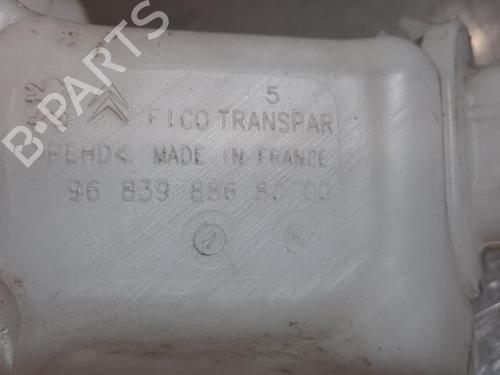 B-PARTS
5
FICO TRANSPAR
PEHD< MADE IN FRANCE
96 839 886 80 00